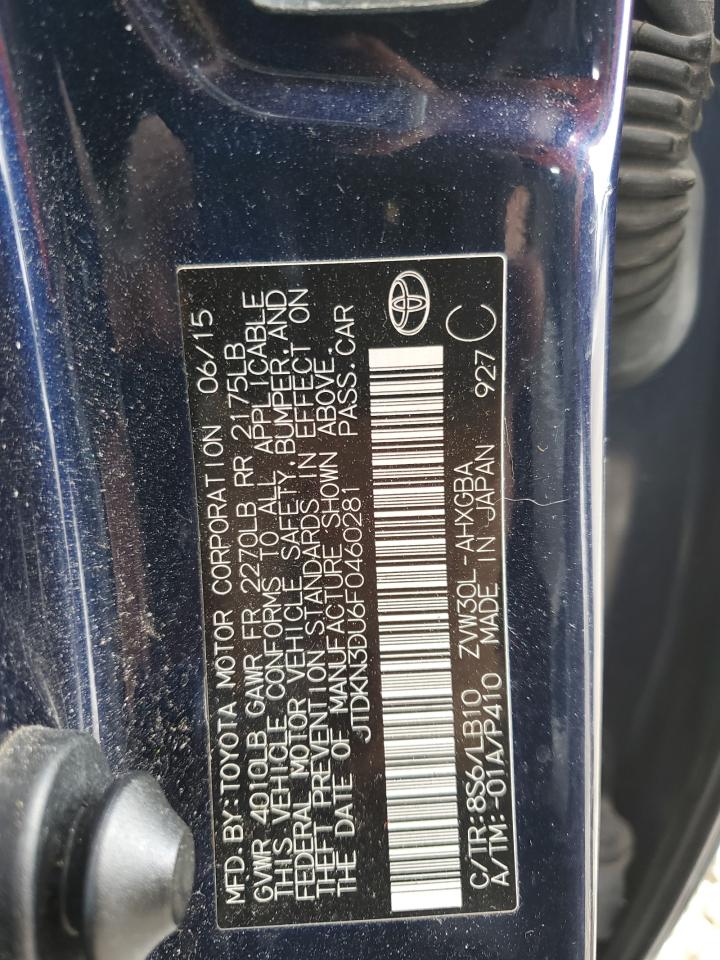 MFD.BY:TOYOTA MOTOR CORPORATION 06/15
GVWR 4010LB GAWR FR 2270LB RR 2175LB
THIS VEHICLE CONFORMS TO ALL APPLICABLE
FEDERAL MOTOR VEHICLE SAFETY,BUMPER,AND
THEFT PREVENTION STANDARDS IN EFFECT ON
THE DATE OF MANUFACTURE SHOWN ABOVE.
JTDKN3DU6F0460281 PASS.CAR
C/TR:8S6/LB10 ZVW30L-AHXGBA 927
A/TM:-01A/P410 MADE IN JAPAN C